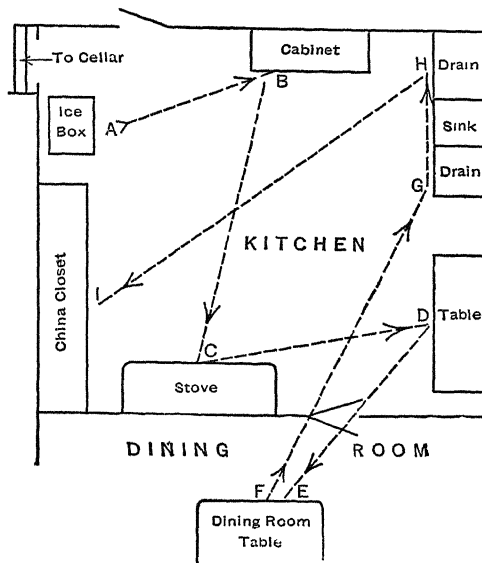 To Cellar
Cabinet
B
H
Drain
Ice
Box
A
Sink
Drain
G
KITCHEN
China Closet
I
D
Table
C
Stove
DINING ROOM
F E
Dining Room
Table